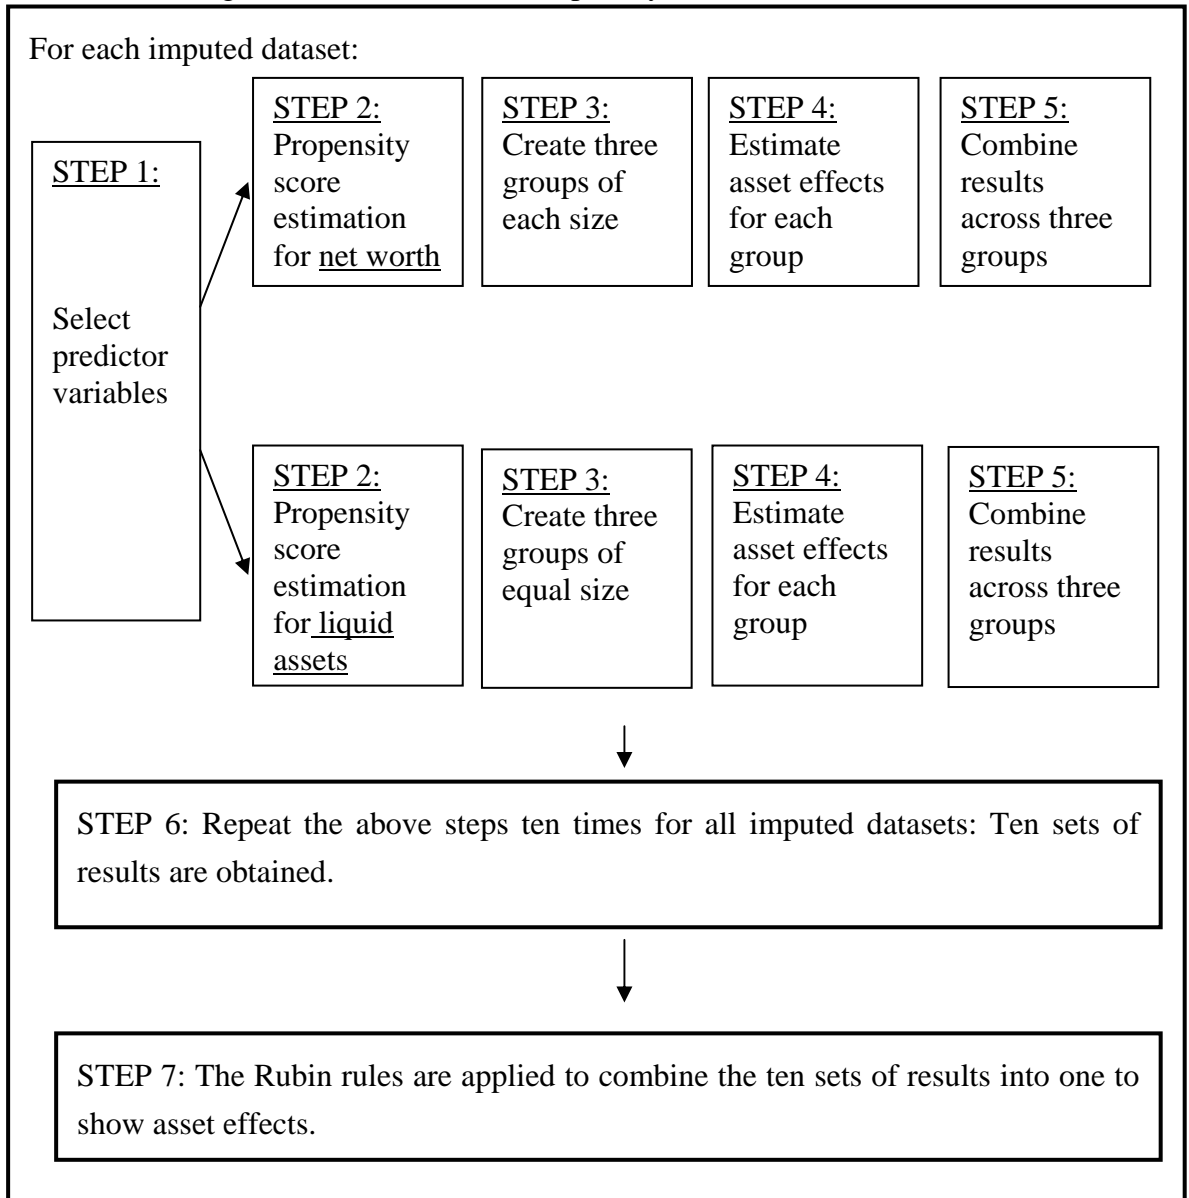 For each imputed dataset:
STEP 1:
Select
predictor
variables
STEP 2:
Propensity
score
estimation
for net worth
STEP 3:
Create three
groups of
each size
STEP 4:
Estimate
asset effects
for each
group
STEP 5:
Combine
results
across three
groups
STEP 2:
Propensity
score
estimation
for liquid
assets
STEP 3:
Create three
groups of
equal size
STEP 4:
Estimate
asset effects
for each
group
STEP 5:
Combine
results
across three
groups
STEP 6: Repeat the above steps ten times for all imputed datasets: Ten sets of
results are obtained.
STEP 7: The Rubin rules are applied to combine the ten sets of results into one to
show asset effects.